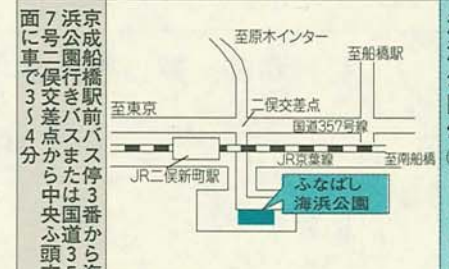 京成船橋駅前バス停3番から海
浜公園行きバスまたは国道35
7号二俣交差点から中央ふ頭方
面に車で3〜4分
至原木インター
至船橋駅
至東京
二俣交差点
国道357号線
JR京葉線
至南船橋
JR二俣新町駅
ふなばし
海浜公園